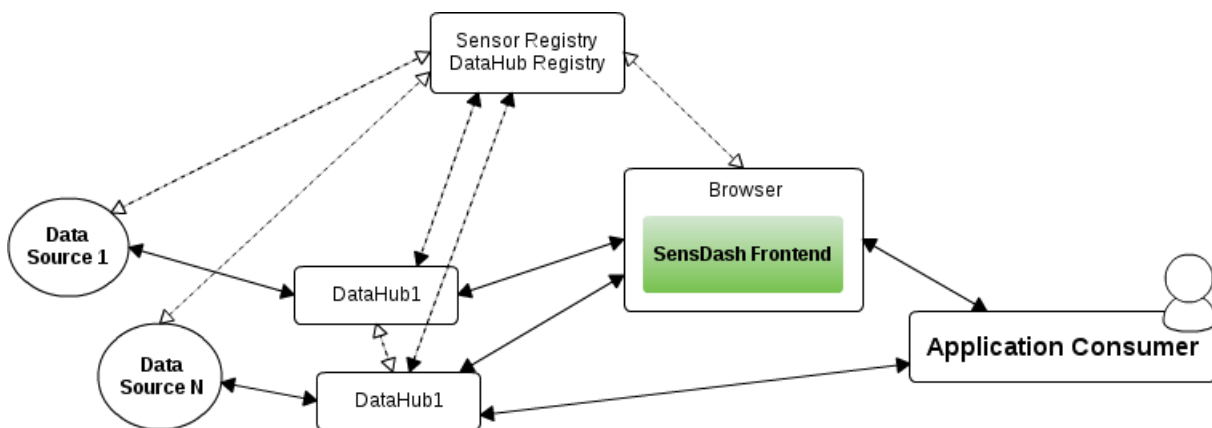 Sensor Registry
DataHub Registry
Browser
SensDash Frontend
Data
Source 1
DataHub1
Application Consumer
Data
Source N
DataHub1